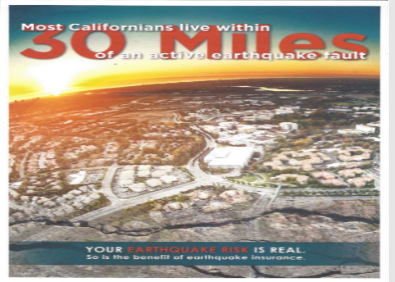 Most Californians live within
30 Miles
of an active earthquake fault
YOUR EARTHQUAKE RISK IS REAL.
So is the benefit of earthquake insurance.